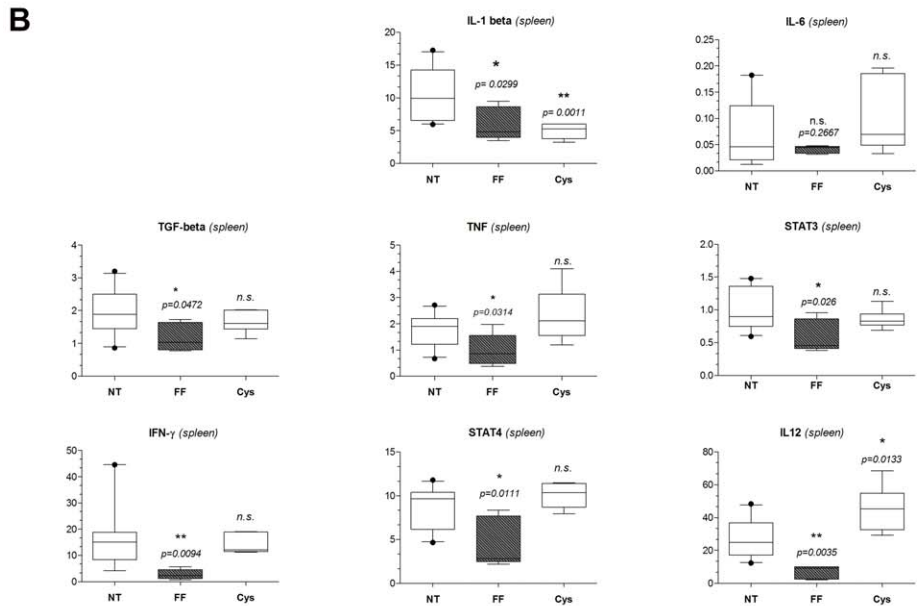 B
IL-1 beta (spleen)
20
15
10
5
0
*
p= 0.0299
**
p= 0.0011
NT FF Cys
IL-6 (spleen)
0.25
0.20
0.15
0.10
0.05
0.00
n.s.
p=0.2667
n.s.
NT FF Cys
TGF-beta (spleen)
4
3
2
1
0
*
p=0.0472
n.s.
NT FF Cys
TNF (spleen)
5
4
3
2
1
0
*
p=0.0314
n.s.
NT FF Cys
STAT3 (spleen)
2.0
1.5
1.0
0.5
0.0
*
p=0.026
n.s.
NT FF Cys
IFN-γ (spleen)
50
40
30
20
10
0
**
p=0.0094
n.s.
NT FF Cys
STAT4 (spleen)
15
10
5
0
*
p=0.0111
n.s.
NT FF Cys
IL12 (spleen)
80
60
40
20
0
**
p=0.0035
*
p=0.0133
NT FF Cys